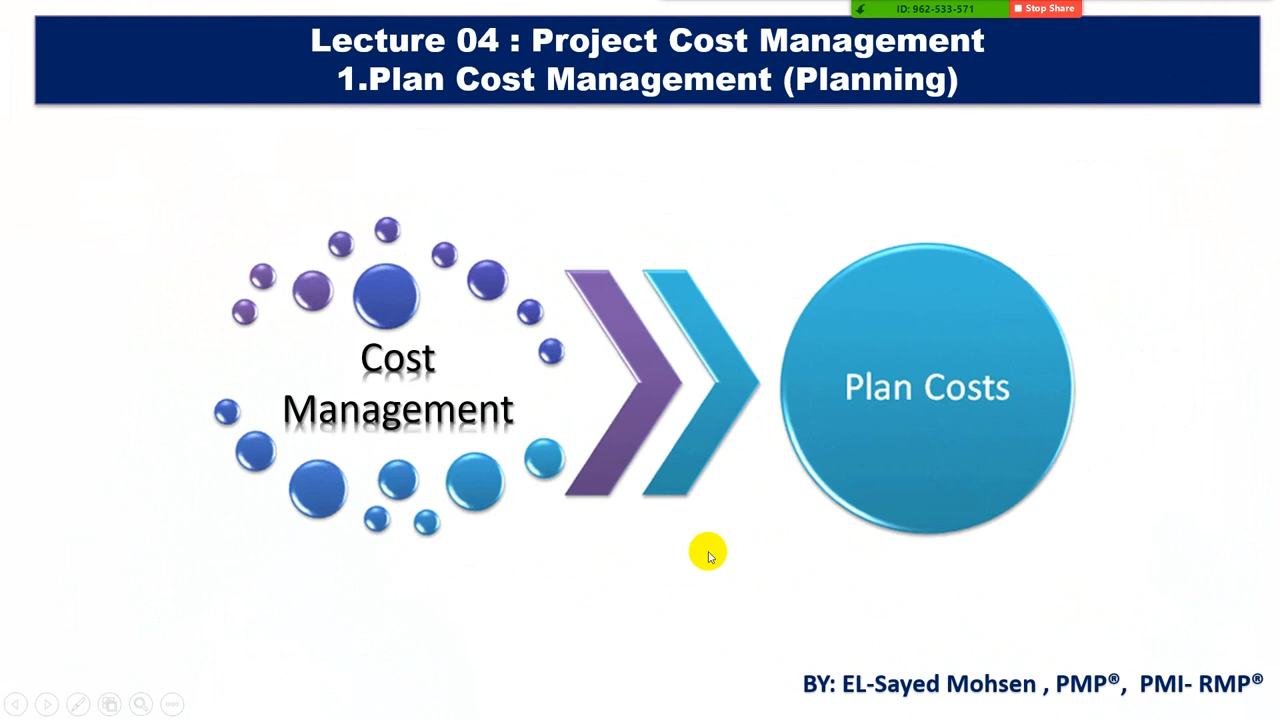 ID: 962-533-571
Stop Share
Lecture 04 : Project Cost Management
1.Plan Cost Management (Planning)
Cost
Management
Plan Costs
BY: EL-Sayed Mohsen , PMP®, PMI- RMP®